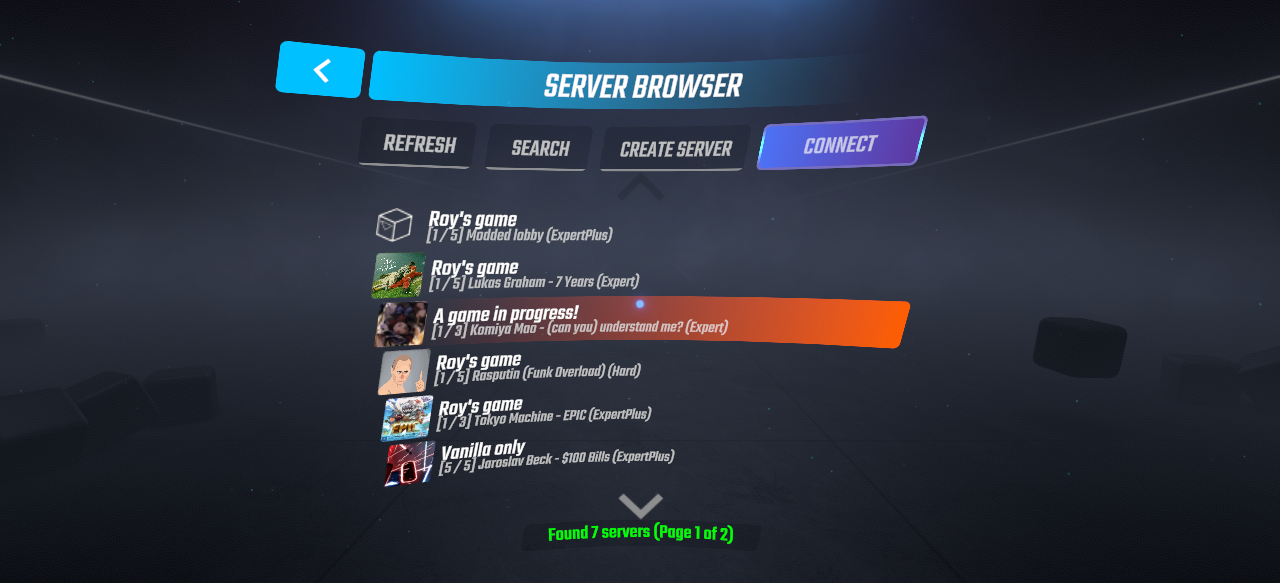 SERVER BROWSER
REFRESH
SEARCH
CREATE SERVER
CONNECT
Roy's game
[1 / 5] Modded lobby (ExpertPlus)
Roy's game
[1 / 5] Lukas Graham - 7 Years (Expert)
A game in progress!
[1 / 3] Komiya Mao - (can you) understand me? (Expert)
Roy's game
[1 / 5] Rasputin (Funk Overload) (Hard)
Roy's game
[1 / 3] Tokyo Machine - EPIC (ExpertPlus)
EPIC
Vanilla only
[5 / 5] Jaroslav Beck - $100 Bills (ExpertPlus)
Found 7 servers (Page 1 of 2)